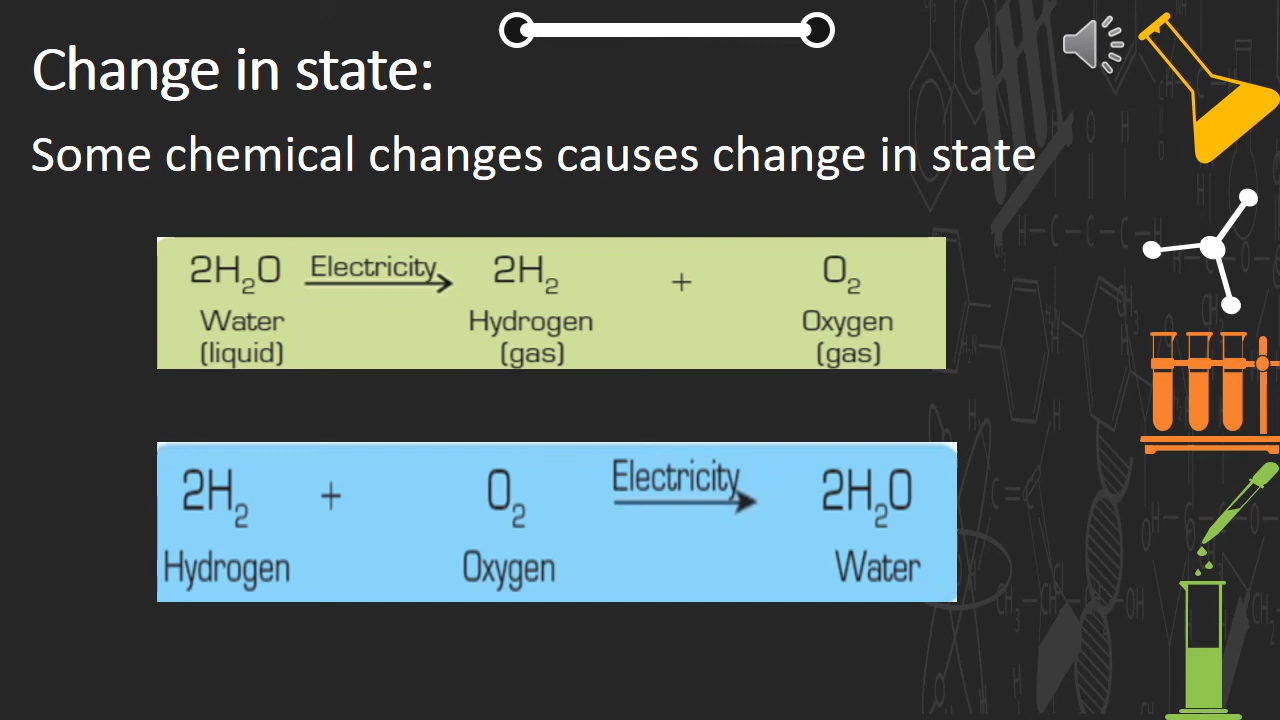 Change in state:
Some chemical changes causes change in state
2H₂O Electricity 2H₂ + O₂
Water Hydrogen Oxygen
(liquid) (gas) (gas)
2H₂ + O₂ Electricity 2H₂O
Hydrogen Oxygen Water